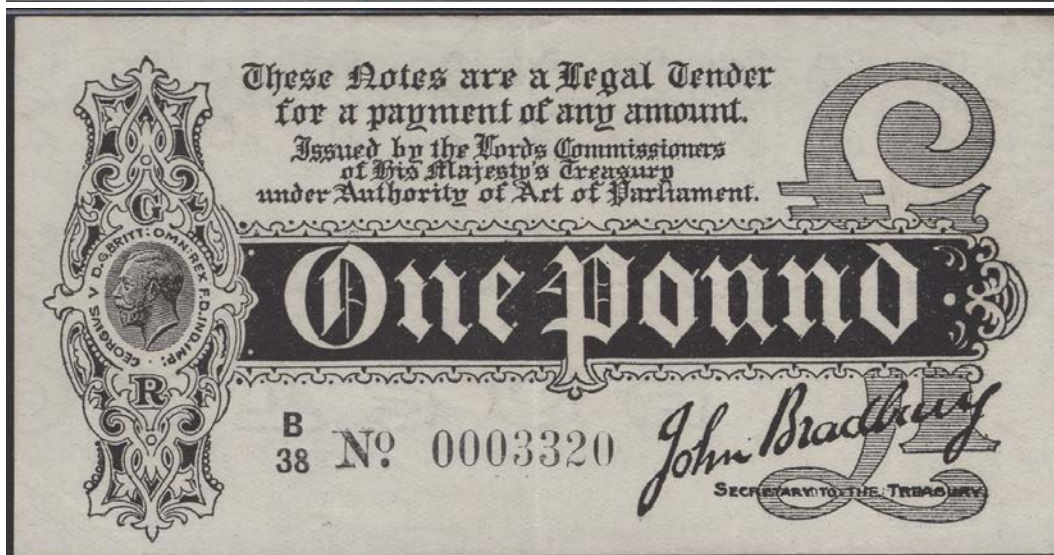 These Notes are a Legal Tender
for a payment of any amount.
Issued by the Lords Commissioners
of His Majesty's Treasury
under Authority of Act of Parliament.
£
G
GEORGIVS V D.G.BRITT:OMN:REX F.D.IND.IMP:
R
One Pound
B
38 Nº 0003320
John Bradbury
SECRETARY TO THE TREASURY.
£1